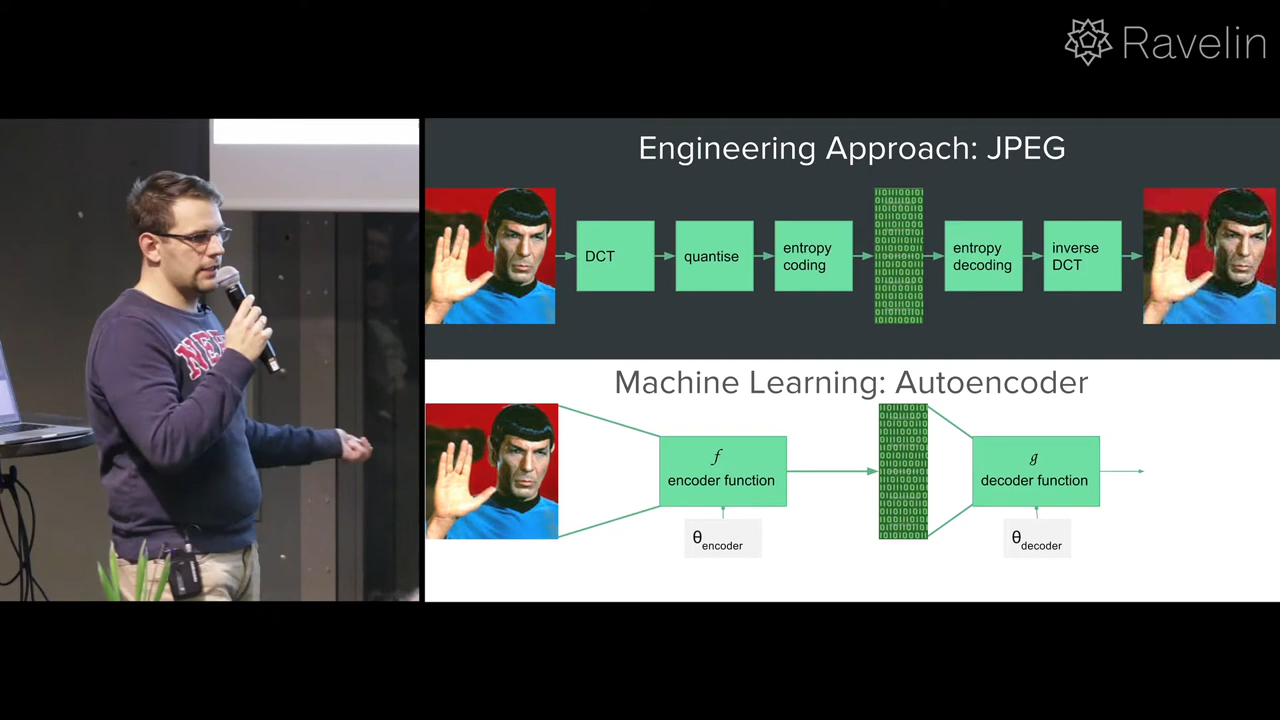 Ravelin
Engineering Approach: JPEG
DCT
quantise
entropy
coding
entropy
decoding
inverse
DCT
Machine Learning: Autoencoder
f
encoder function
θencoder
g
decoder function
θdecoder